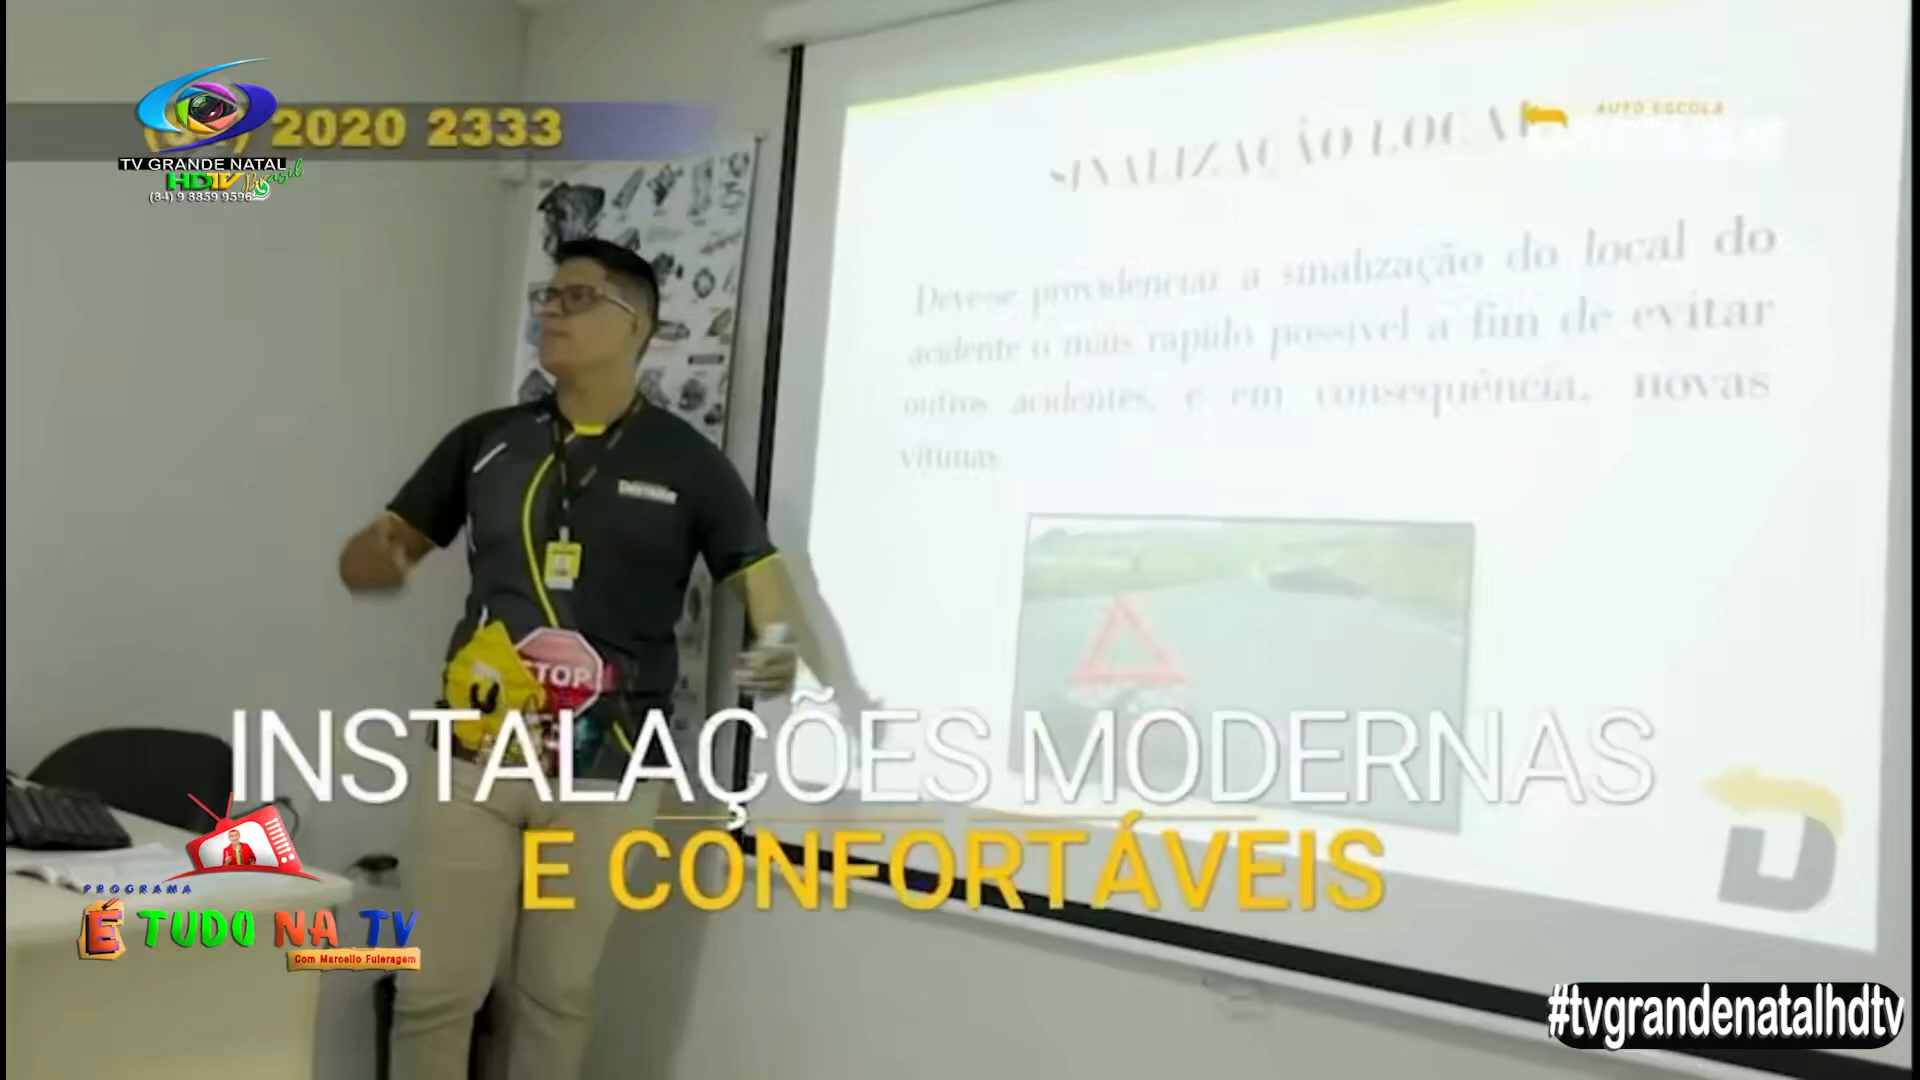 2020 2333
TV GRANDE NATAL
HDTV Brasil
(84) 9 8859 9596
AUTO ESCOLA
SINALIZAÇÃO LOCAL
Deve-se providenciar a sinalização do local do
acidente o mais rápido possível a fim de evitar
outros acidentes, e em consequência, novas
vítimas
STOP
INSTALAÇÕES MODERNAS
E CONFORTÁVEIS
D
PROGRAMA
É TUDO NA TV
Com Marcello Fuleragem
#tvgrandenatalhdtv